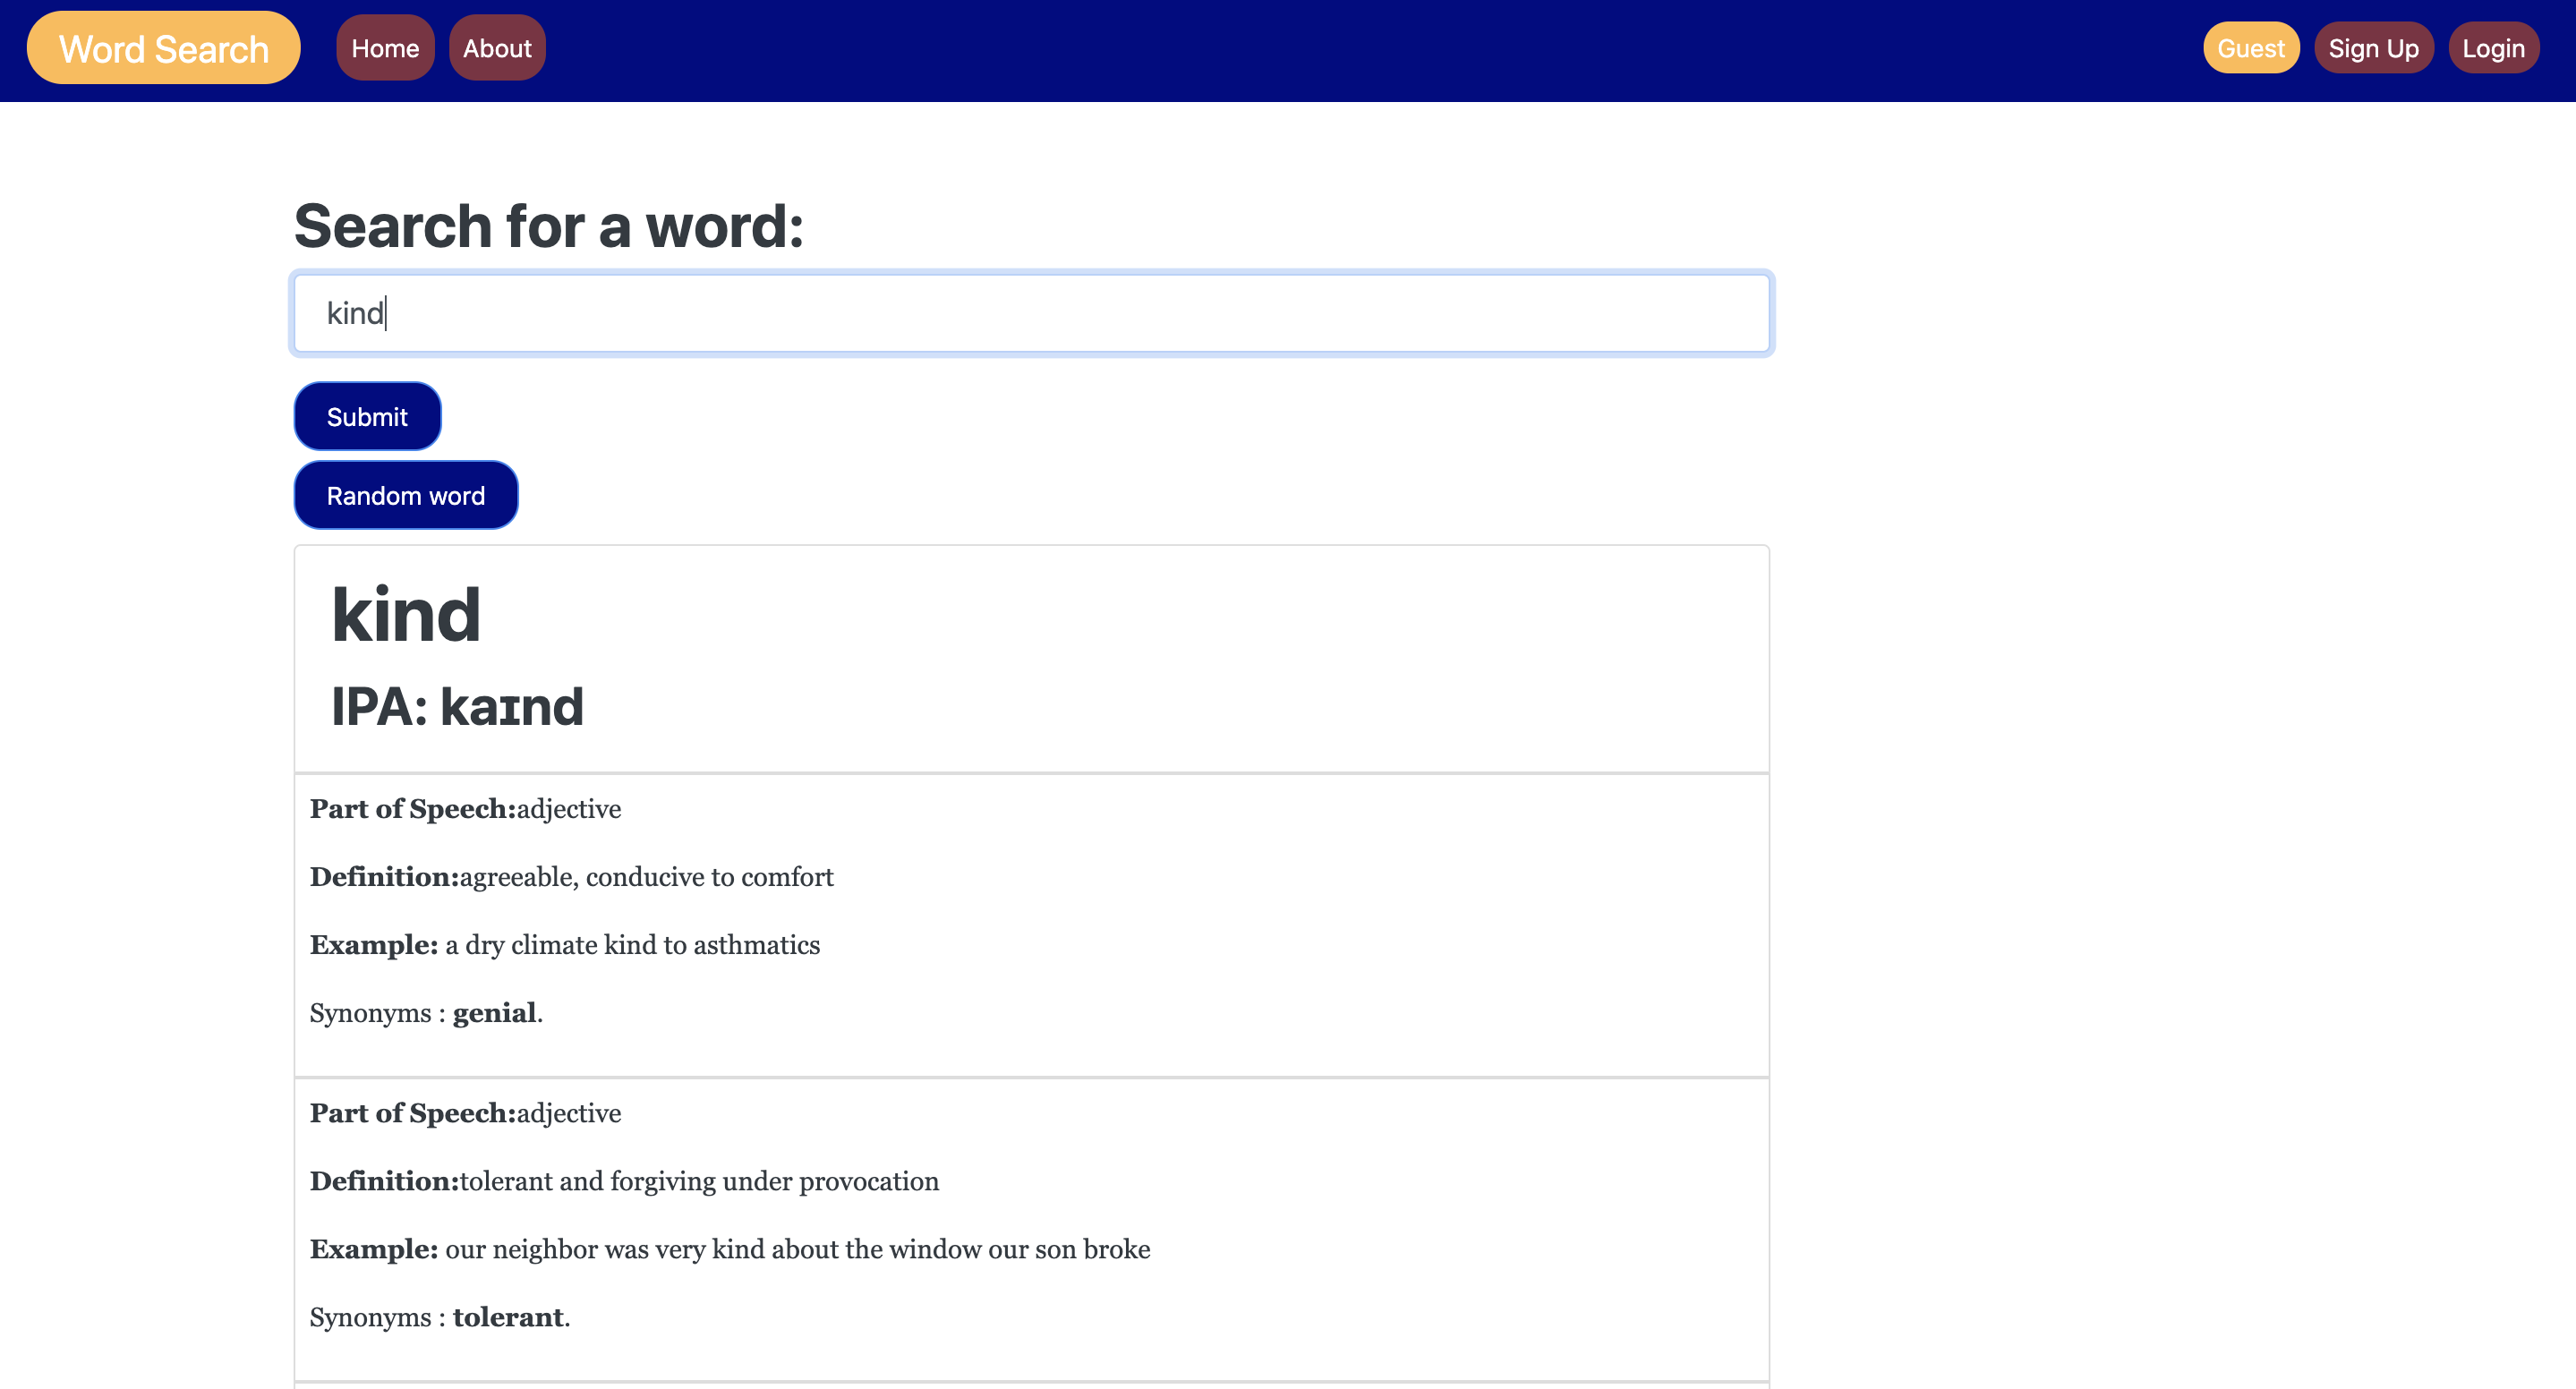 Word Search Home About Guest Sign Up Login
Search for a word:
kind
Submit
Random word
kind
IPA: kaɪnd
Part of Speech:adjective
Definition:agreeable, conducive to comfort
Example: a dry climate kind to asthmatics
Synonyms : genial.
Part of Speech:adjective
Definition:tolerant and forgiving under provocation
Example: our neighbor was very kind about the window our son broke
Synonyms : tolerant.